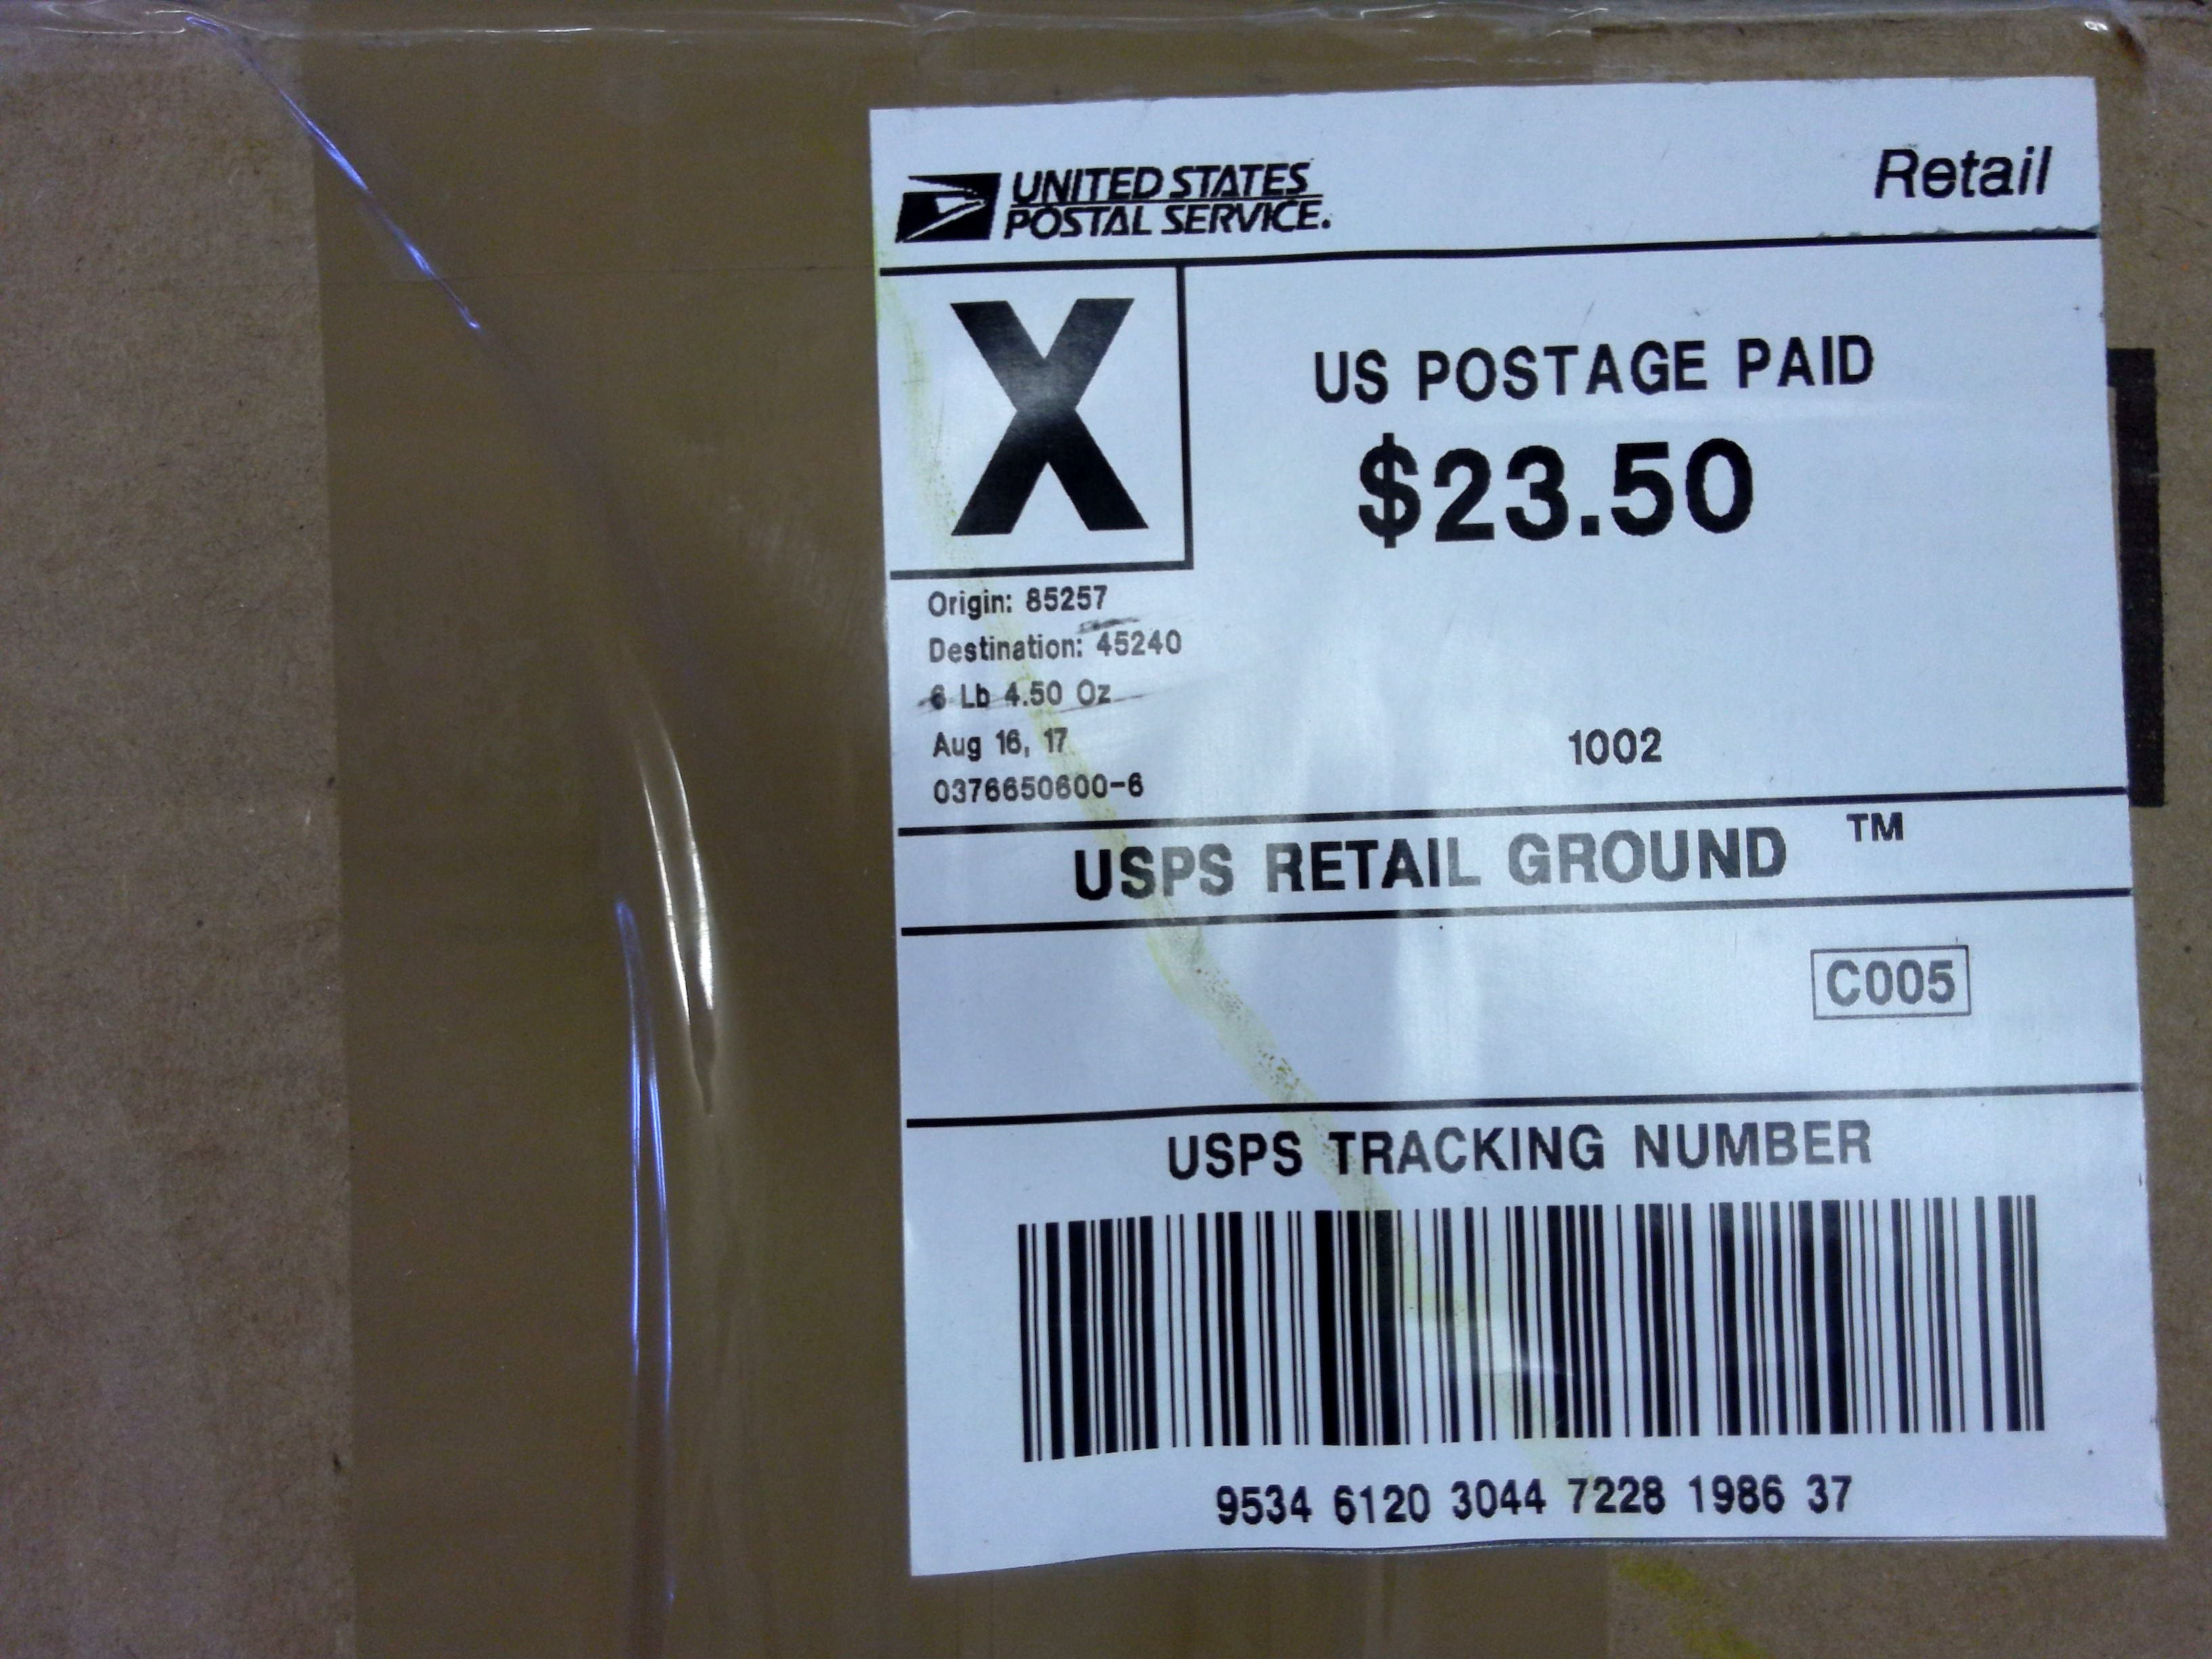 UNITED STATES
POSTAL SERVICE.
Retail
X
US POSTAGE PAID
$23.50
Origin: 85257
Destination: 45240
6 Lb 4.50 Oz
Aug 16, 17
0376650600-6
1002
USPS RETAIL GROUND ™
C005
USPS TRACKING NUMBER
9534 6120 3044 7228 1986 37